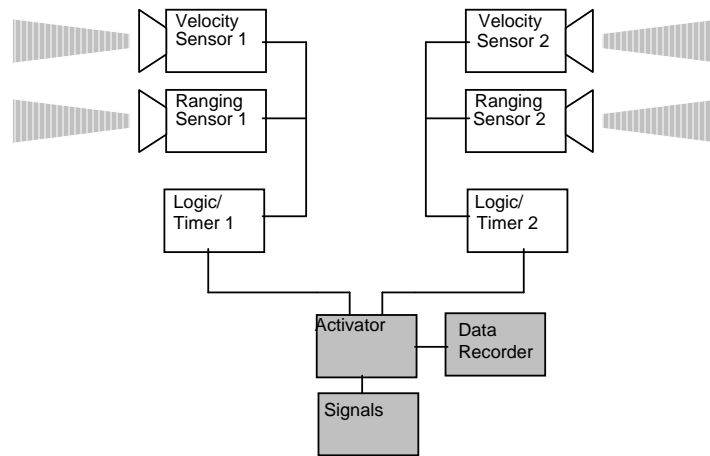 Velocity
Sensor 1
Velocity
Sensor 2
Ranging
Sensor 1
Ranging
Sensor 2
Logic/
Timer 1
Logic/
Timer 2
Activator
Data
Recorder
Signals